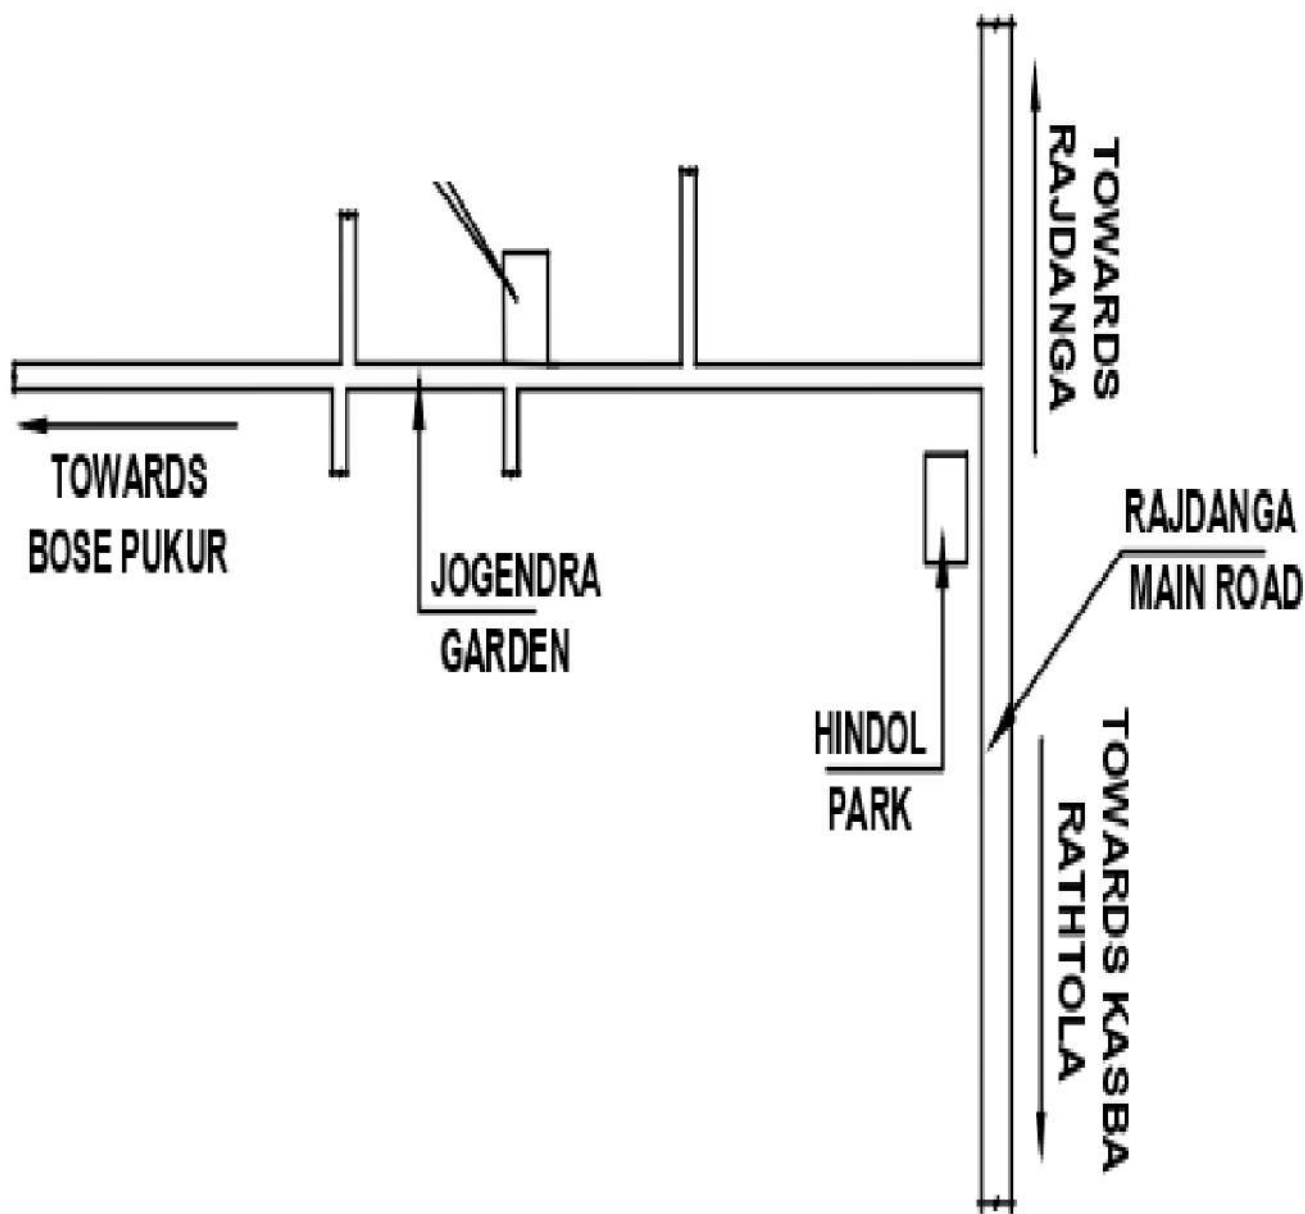 TOWARDS
RAJDANGA
TOWARDS
BOSE PUKUR
JOGENDRA
GARDEN
RAJDANGA
MAIN ROAD
HINDOL
PARK
TOWARDS KASBA
RATHTOLA